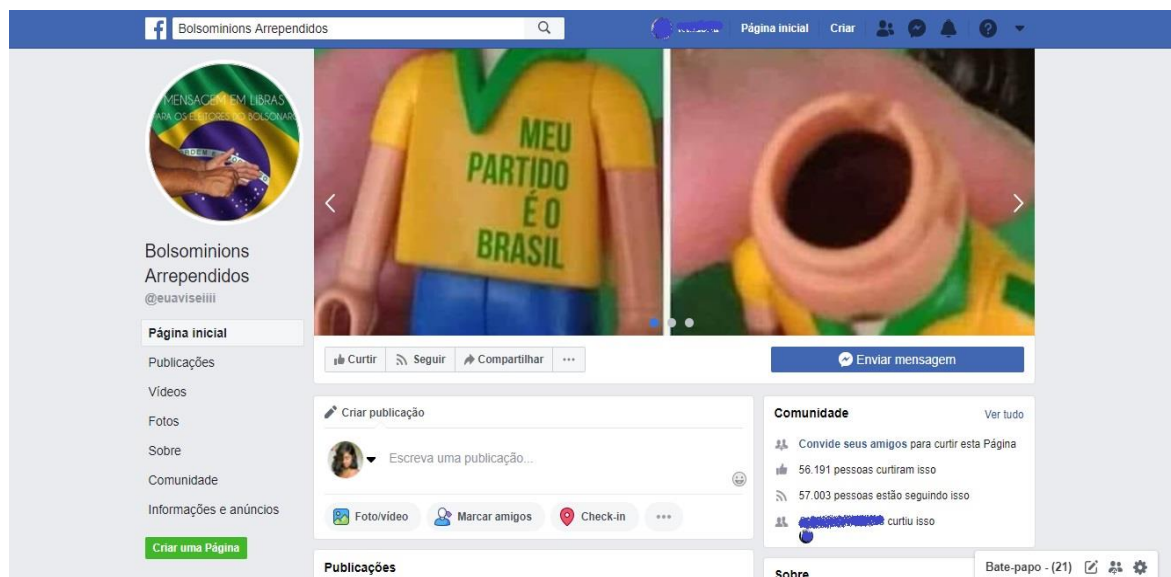 Bolsominions Arrependidos
Página inicial
Criar
MENSAGEM EM LIBRAS
PARA OS ELEITORES DO BOLSONARO
MEU
PARTIDO
É O
BRASIL
Bolsominions
Arrependidos
@euaviseiiii
Página inicial
Publicações
Vídeos
Fotos
Sobre
Comunidade
Informações e anúncios
Criar uma Página
Curtir
Seguir
Compartilhar
Enviar mensagem
Criar publicação
Escreva uma publicação...
Foto/vídeo
Marcar amigos
Check-in
Publicações
Comunidade
Ver tudo
Convide seus amigos para curtir esta Página
56.191 pessoas curtiram isso
57.003 pessoas estão seguindo isso
curtiu isso
Sobre
Bate-papo - (21)